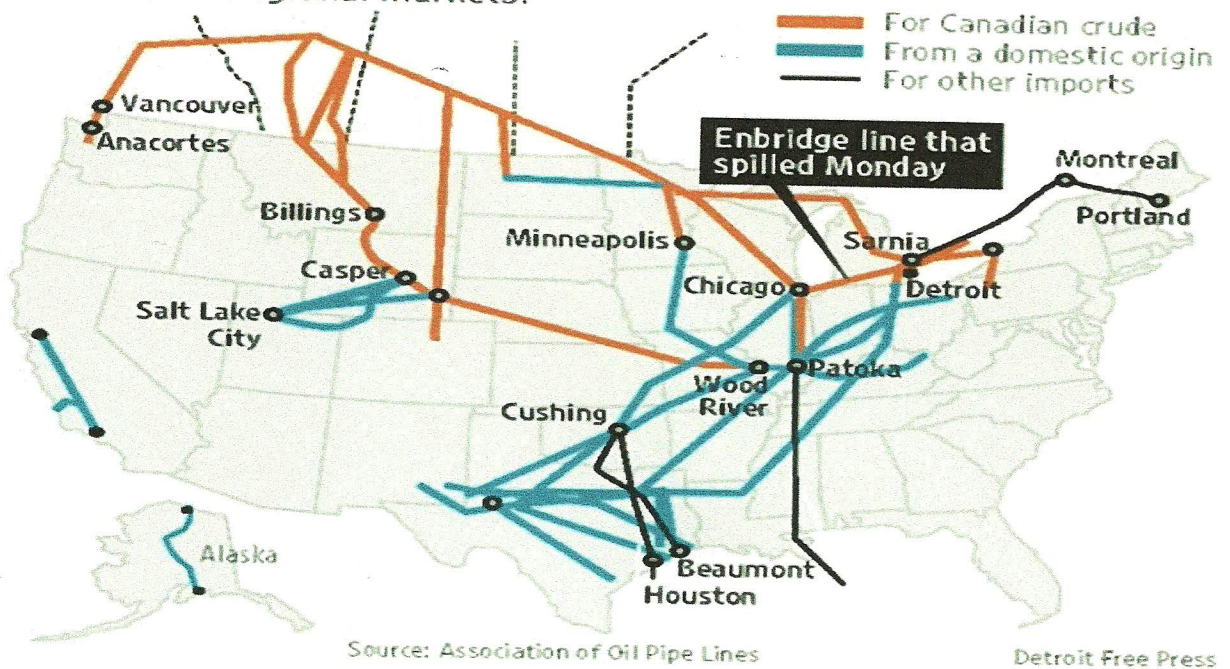 markets.
For Canadian crude
From a domestic origin
For other imports
Vancouver
Anacortes
Enbridge line that
spilled Monday
Montreal
Portland
Billings
Minneapolis
Sarnia
Casper
Chicago
Detroit
Salt Lake
City
Patoka
Wood
River
Cushing
Alaska
Beaumont
Houston
Source: Association of Oil Pipe Lines
Detroit Free Press